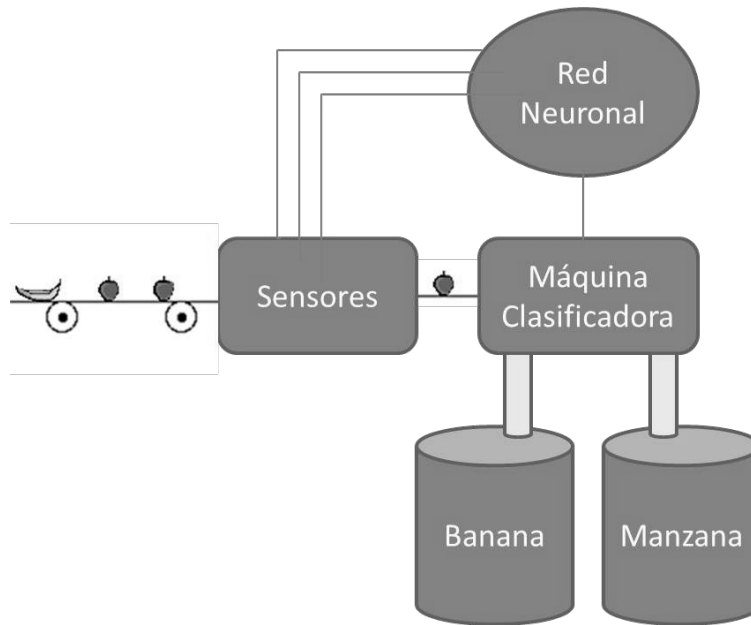 Red
Neuronal
Sensores
Máquina
Clasificadora
Banana
Manzana